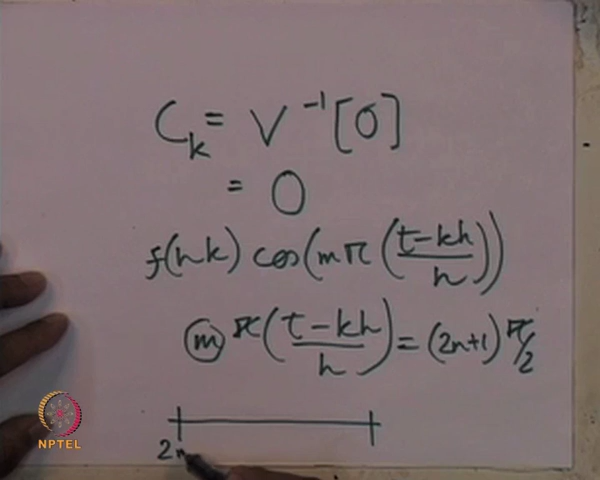 C_k = V^{-1}[0]
= 0
f(hk) cos(mπ(t-kh/h))
m π(t-kh/h) = (2n+1) π/2
2n
NPTEL